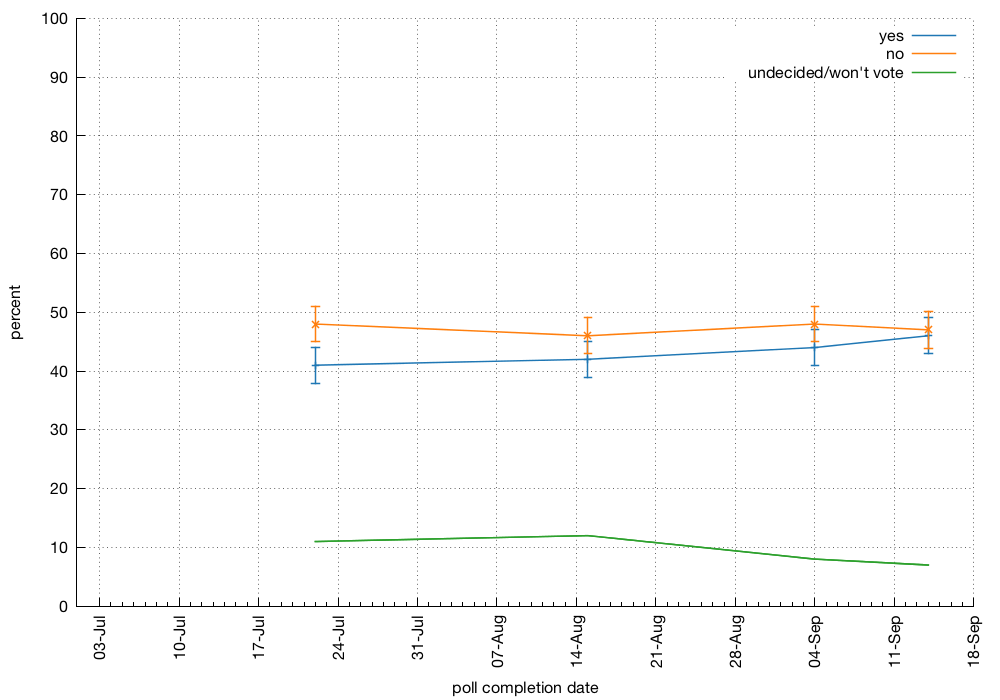 100
90
80
70
60
50
40
30
20
10
0
percent
yes
no
undecided/won't vote
03-Jul
10-Jul
17-Jul
24-Jul
31-Jul
07-Aug
14-Aug
21-Aug
28-Aug
04-Sep
11-Sep
18-Sep
poll completion date